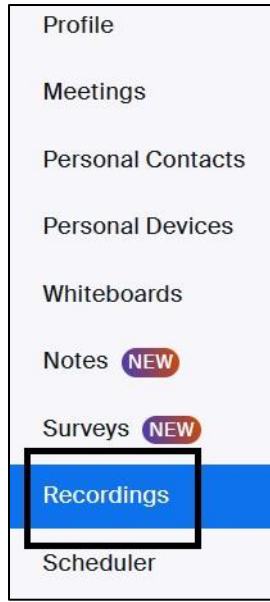 Profile
Meetings
Personal Contacts
Personal Devices
Whiteboards
Notes NEW
Surveys NEW
Recordings
Scheduler